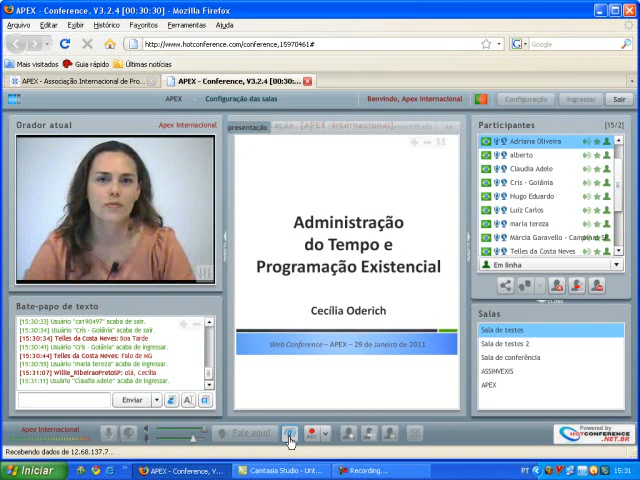 APEX - Conference, V3.2.4 [00:30:30] - Mozilla Firefox
Arquivo Editar Exibir Histórico Favoritos Ferramentas Ajuda
http://www.hotconference.com/conference,15970461# Google
Mais visitados Guia rápido Últimas notícias
APEX - Associação Internacional de Pro... APEX - Conference, V3.2.4 [00:30:...
APEX Configuração das salas Benvindo, Apex Internacional Configuração Ingressar Sair
Orador atual Apex Internacional
presentação
Participantes [15/2]
Adriana Oliveira
alberto
Claudia Adele
Cris - Goiânia
Hugo Eduardo
Luiz Carlos
maria tereza
Márcia Garavello - Campinas SP
Telles da Costa Neves
Em linha
Administração
do Tempo e
Programação Existencial
Cecília Oderich
Web Conference – APEX – 29 de Janeiro de 2011
Bate-papo de texto
[15:30:33] Usuário "ca190497" acaba de sair.
[15:30:34] Usuário "Cris - Goiânia" acaba de sair.
[15:30:34] Telles da Costa Neves: Boa Tarde
[15:30:41] Usuário "Cris - Goiânia" acaba de ingressar.
[15:30:44] Telles da Costa Neves: Falo de NG
[15:30:55] Usuário "maria tereza" acaba de ingressar.
[15:31:07] Willie_RibeiraoPretoSP: olá, Cecília
[15:31:11] Usuário "Claudia Adele" acaba de ingressar.
Enviar
Salas
Sala de testes
Sala de testes 2
Sala de conferência
ASSINVEXIS
APEX
Apex Internacional Fale aqui! REC
Powered by
HOTCONFERENCE
.NET.BR
Recebendo dados de 12.68.137.7...
Iniciar APEX - Conference, V... Camtasia Studio - Unt... Recording... PT 15:31